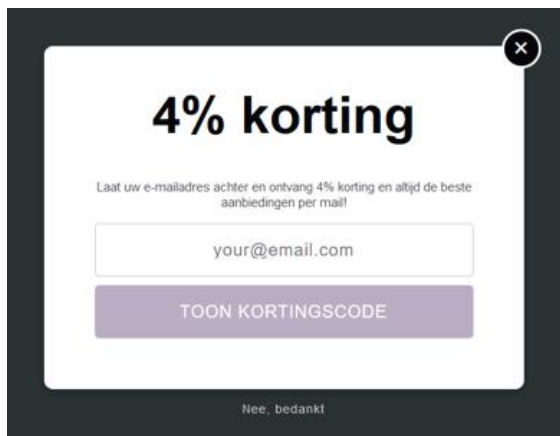 4% korting
Laat uw e-mailadres achter en ontvang 4% korting en altijd de beste
aanbiedingen per mail!
your@email.com
TOON KORTINGSCODE
Nee, bedankt